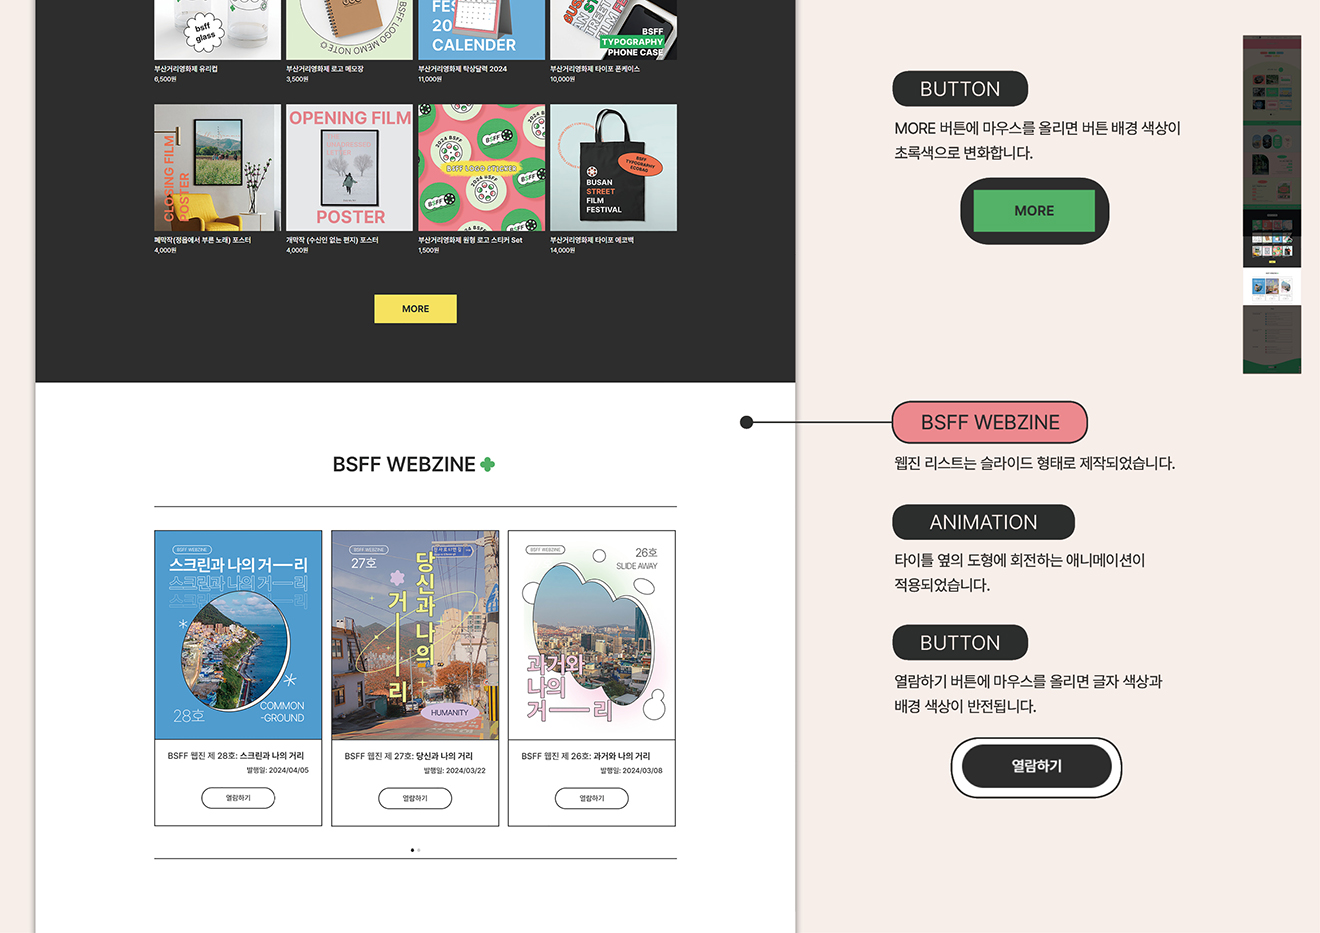 bsff
glass
BSFF LOGO MEMO NOTE
FES
20
CALENDER
BUS
AN ST
STREET
FILM FE
BSFF
TYPOGRAPHY
PHONE CASE
부산거리영화제 유리컵
6,500원
부산거리영화제 로고 메모장
3,500원
부산거리영화제 탁상달력 2024
11,000원
부산거리영화제 타이포 폰케이스
10,000원
CLOSING FILM
POSTER
OPENING FILM
POSTER
2024 BSFF
BSFF
BSFF LOGO STICKER
BUSAN
STREET
FILM
FESTIVAL
BSFF
TYPOGRAPHY
ECOBAG
폐막작(정읍에서 부른 노래) 포스터
4,000원
개막작 (수신인 없는 편지) 포스터
4,000원
부산거리영화제 원형 로고 스티커 Set
1,500원
부산거리영화제 타이포 에코백
14,000원
MORE
BSFF WEBZINE
BSFF WEBZINE
스크린과 나의 거──리
스크린과 나의 거──리
스크린과 나의 거──리
28호
COMMON
-GROUND
BSFF 웹진 제 28호: 스크린과 나의 거리
발행일: 2024/04/05
열람하기
BSFF WEBZINE
27호
당신과 나의
거──리
HUMANITY
BSFF 웹진 제 27호: 당신과 나의 거리
발행일: 2024/03/22
열람하기
BSFF WEBZINE
26호
SLIDE AWAY
과거와
나의
거──리
BSFF 웹진 제 26호: 과거와 나의 거리
발행일: 2024/03/08
열람하기
BUTTON
MORE 버튼에 마우스를 올리면 버튼 배경 색상이
초록색으로 변화합니다.
MORE
BSFF WEBZINE
웹진 리스트는 슬라이드 형태로 제작되었습니다.
ANIMATION
타이틀 옆의 도형에 회전하는 애니메이션이
적용되었습니다.
BUTTON
열람하기 버튼에 마우스를 올리면 글자 색상과
배경 색상이 반전됩니다.
열람하기